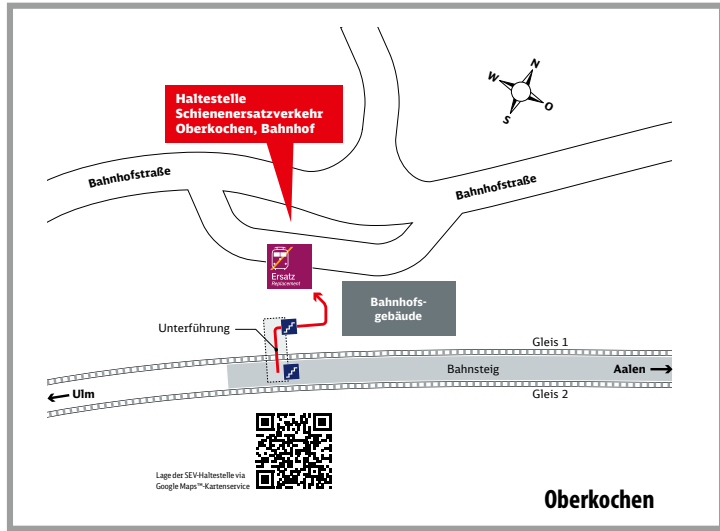 N
W
O
S
Haltestelle
Schienenersatzverkehr
Oberkochen, Bahnhof
Bahnhofstraße
Bahnhofstraße
Ersatz
Replacement
Bahnhofs-
gebäude
Unterführung
Gleis 1
Bahnsteig
Aalen
Ulm
Gleis 2
Lage der SEV-Haltestelle via
Google Maps™-Kartenservice
Oberkochen